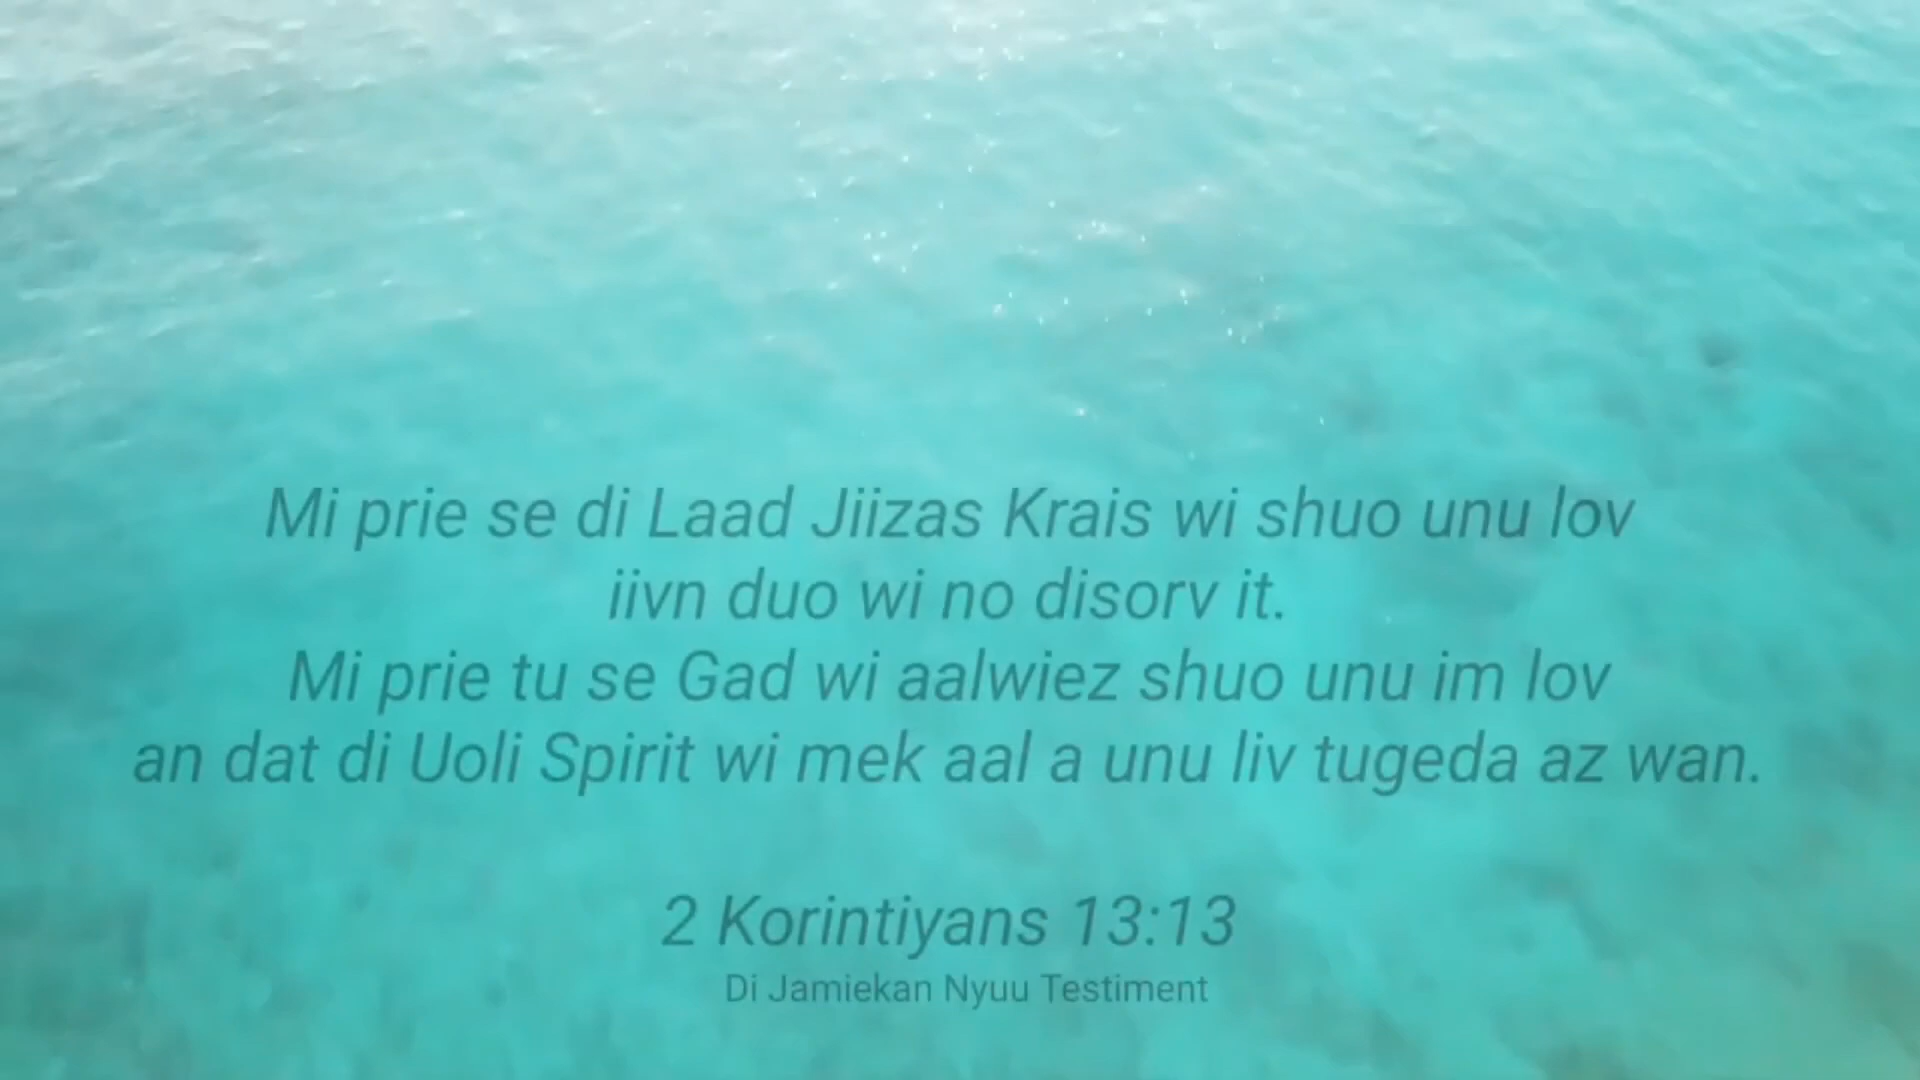 Mi prie se di Laad Jiizas Krais wi shuo unu lov
iivn duo wi no disorv it.
Mi prie tu se Gad wi aalwiez shuo unu im lov
an dat di Uoli Spirit wi mek aal a unu liv tugeda az wan.
2 Korintiyans 13:13
Di Jamiekan Nyuu Testiment